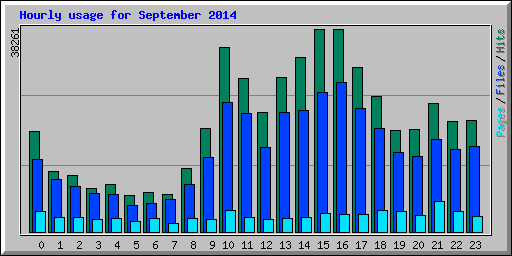 Hourly usage for September 2014
38261
Pages/Files/Hits
0 1 2 3 4 5 6 7 8 9 10 11 12 13 14 15 16 17 18 19 20 21 22 23